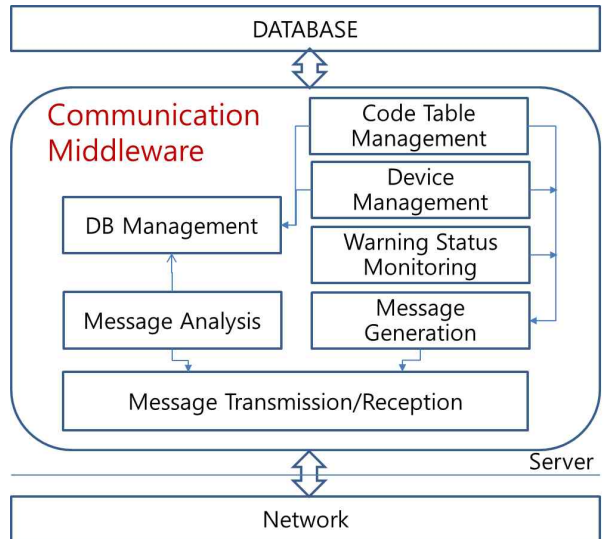 DATABASE
Communication
Middleware
Code Table
Management
Device
Management
DB Management
Warning Status
Monitoring
Message Analysis
Message
Generation
Message Transmission/Reception
Server
Network